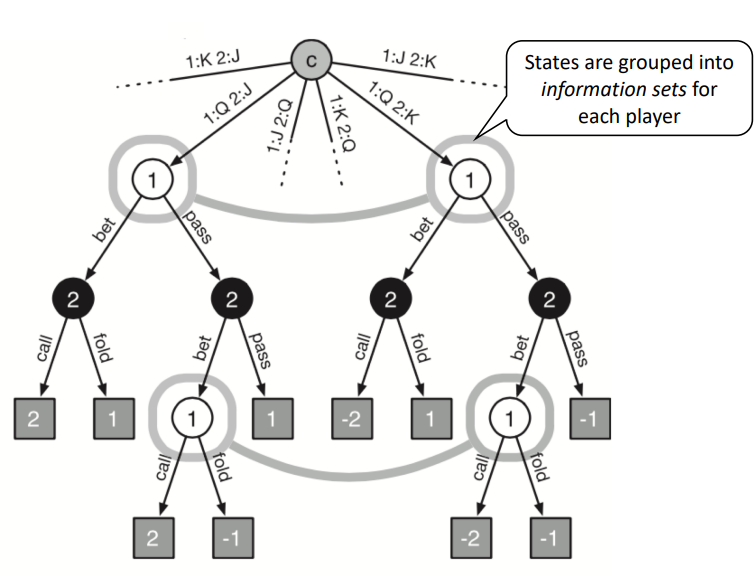 1:K 2:J
c
1:J 2:K
States are grouped into
information sets for
each player
1:Q 2:J
1:J 2:Q
1:K 2:Q
1:Q 2:K
1
1
bet
pass
bet
pass
2
2
2
2
call
fold
bet
pass
call
fold
bet
pass
2
1
1
1
-2
1
1
-1
call
fold
call
fold
2
-1
-2
-1